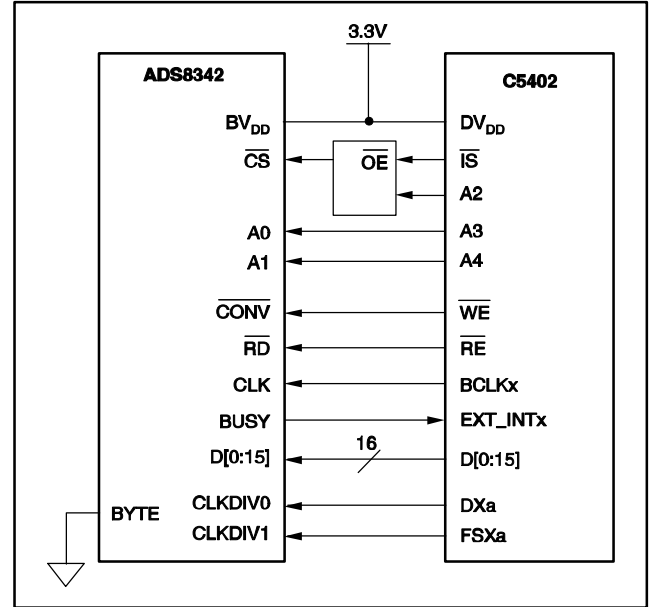 3.3V
ADS8342
C5402
BVDD
DVDD
CS
OE
IS
A2
A0
A3
A1
A4
CONV
WE
RD
RE
CLK
BCLKx
BUSY
EXT_INTx
16
D[0:15]
D[0:15]
BYTE
CLKDIV0
DXa
CLKDIV1
FSXa